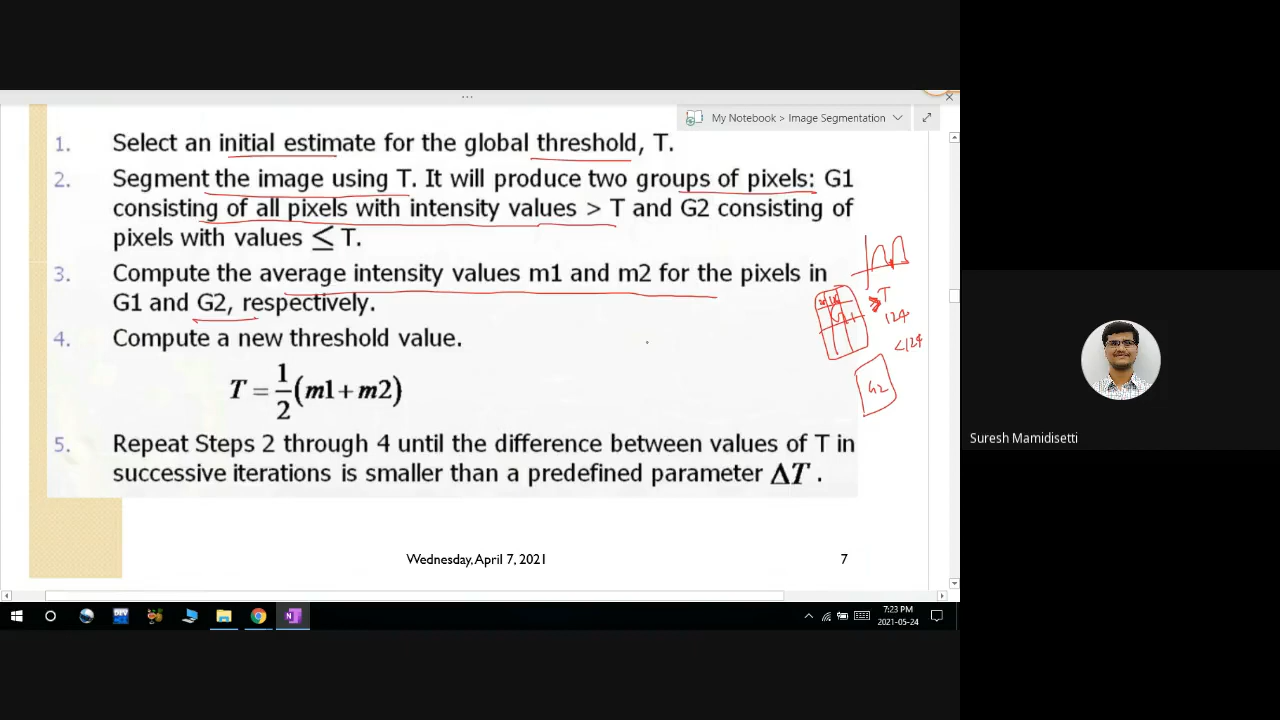 My Notebook > Image Segmentation
1. Select an initial estimate for the global threshold, T.
2. Segment the image using T. It will produce two groups of pixels: G1
consisting of all pixels with intensity values > T and G2 consisting of
pixels with values ≤ T.
3. Compute the average intensity values m1 and m2 for the pixels in
G1 and G2, respectively.
4. Compute a new threshold value.
T = 1/2 (m1 + m2)
5. Repeat Steps 2 through 4 until the difference between values of T in
successive iterations is smaller than a predefined parameter ΔT .
T
124
<124
G2
Suresh Mamidisetti
Wednesday, April 7, 2021
7
DEV
7:23 PM
2021-05-24